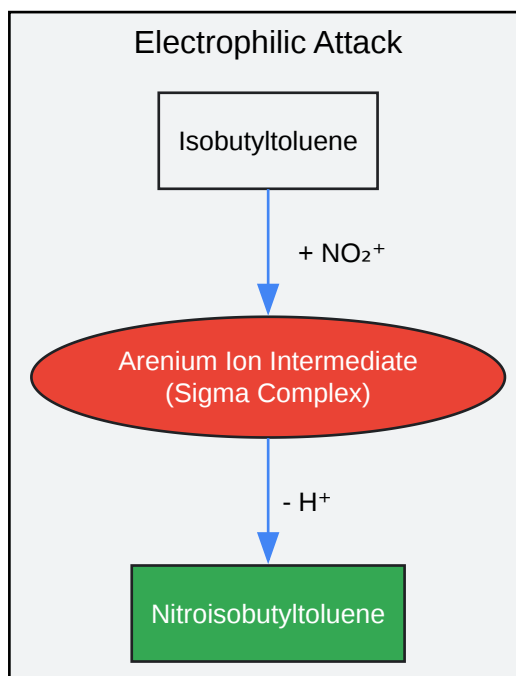 Electrophilic Attack
Isobutyltoluene
+ NO₂⁺
Arenium Ion Intermediate
(Sigma Complex)
- H⁺
Nitroisobutyltoluene